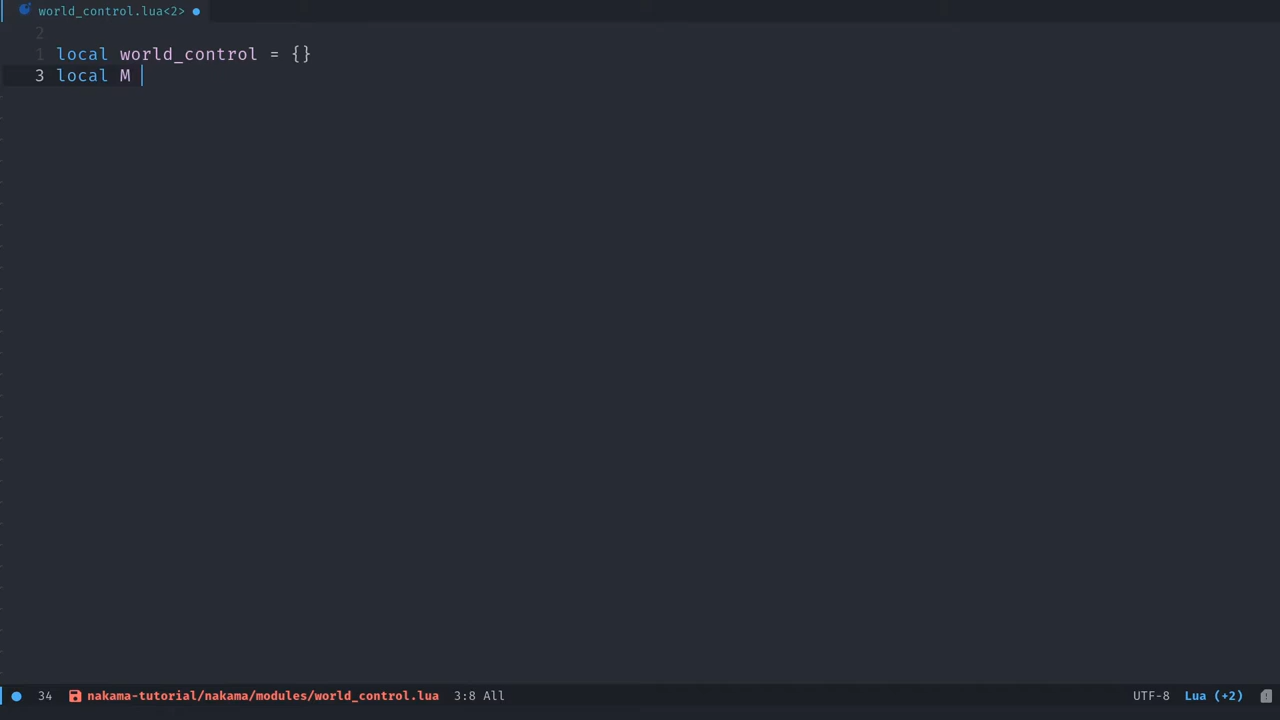 world_control.lua<2>
2
1 local world_control = {}
3 local M
34 nakama-tutorial/nakama/modules/world_control.lua 3:8 All UTF-8 Lua (+2)